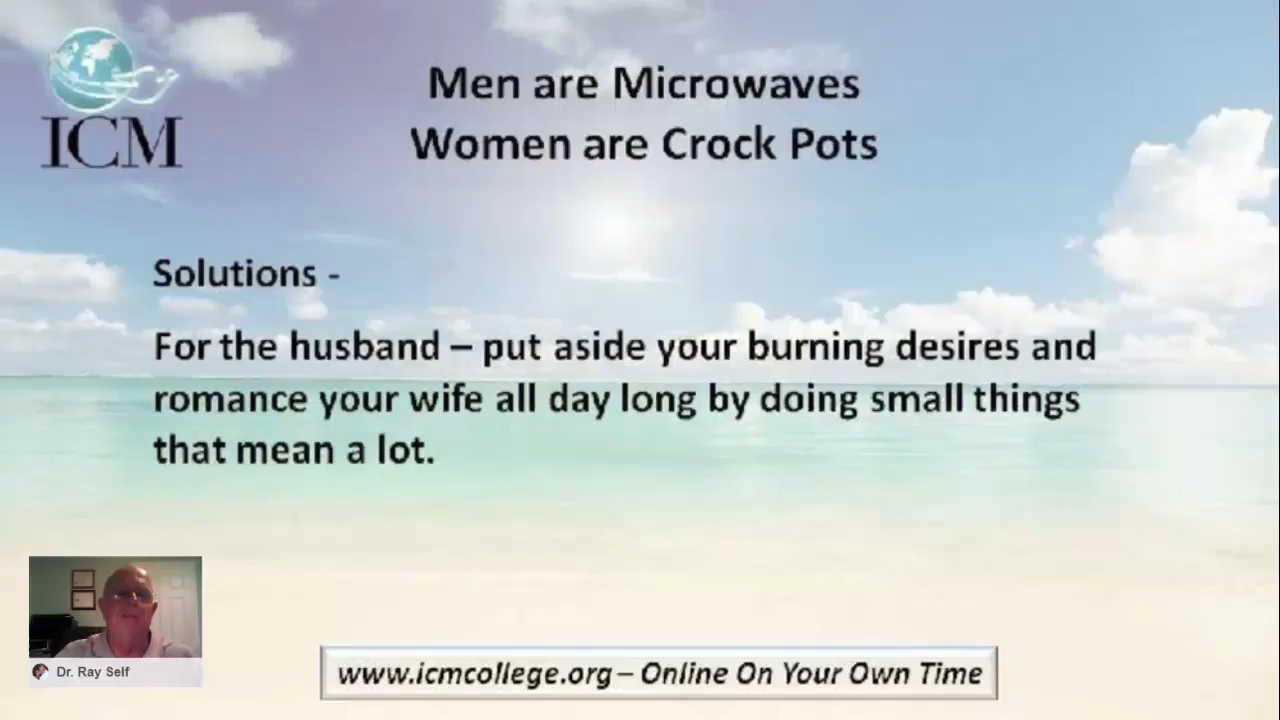 ICM
Men are Microwaves
Women are Crock Pots
Solutions -
For the husband – put aside your burning desires and
romance your wife all day long by doing small things
that mean a lot.
Dr. Ray Self
www.icmcollege.org – Online On Your Own Time